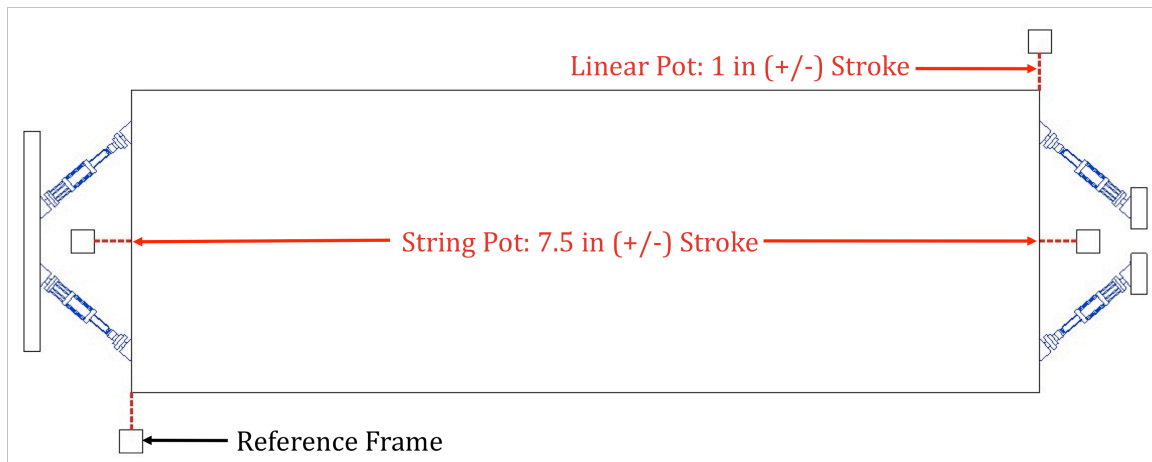 Linear Pot: 1 in (+/-) Stroke
String Pot: 7.5 in (+/-) Stroke
Reference Frame